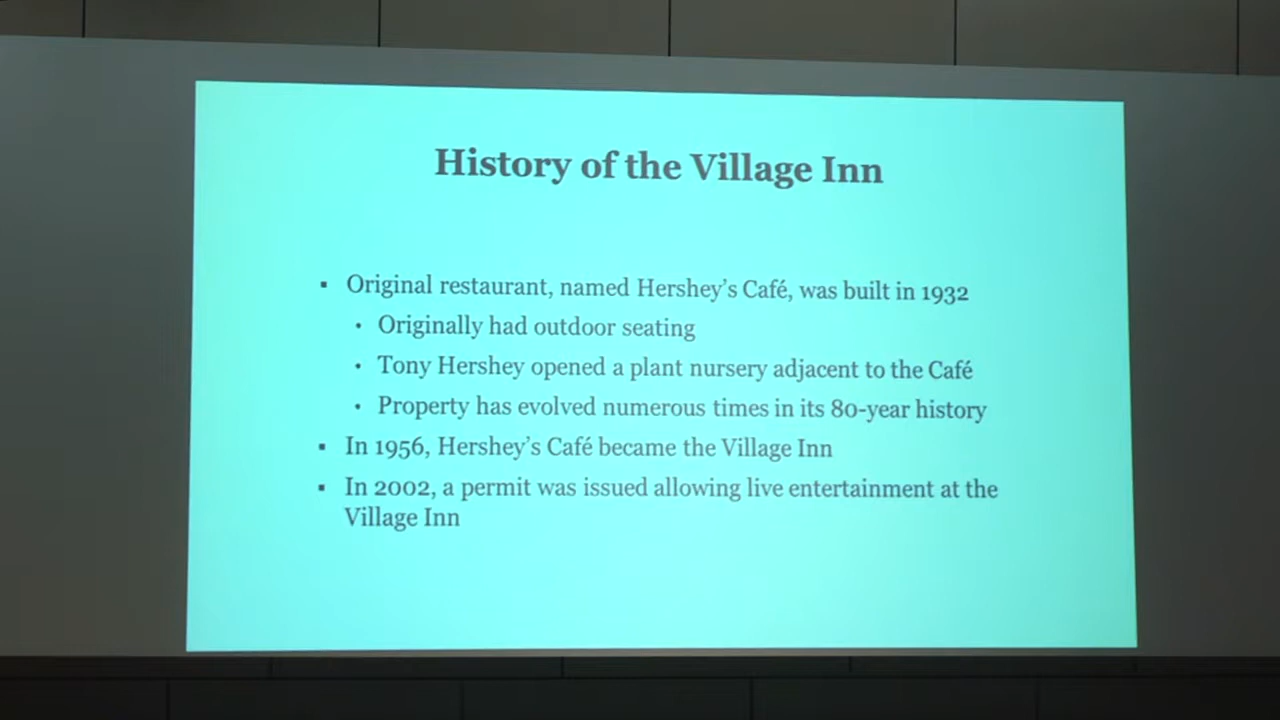 History of the Village Inn
▪ Original restaurant, named Hershey's Café, was built in 1932
• Originally had outdoor seating
• Tony Hershey opened a plant nursery adjacent to the Café
• Property has evolved numerous times in its 80-year history
▪ In 1956, Hershey's Café became the Village Inn
▪ In 2002, a permit was issued allowing live entertainment at the
Village Inn